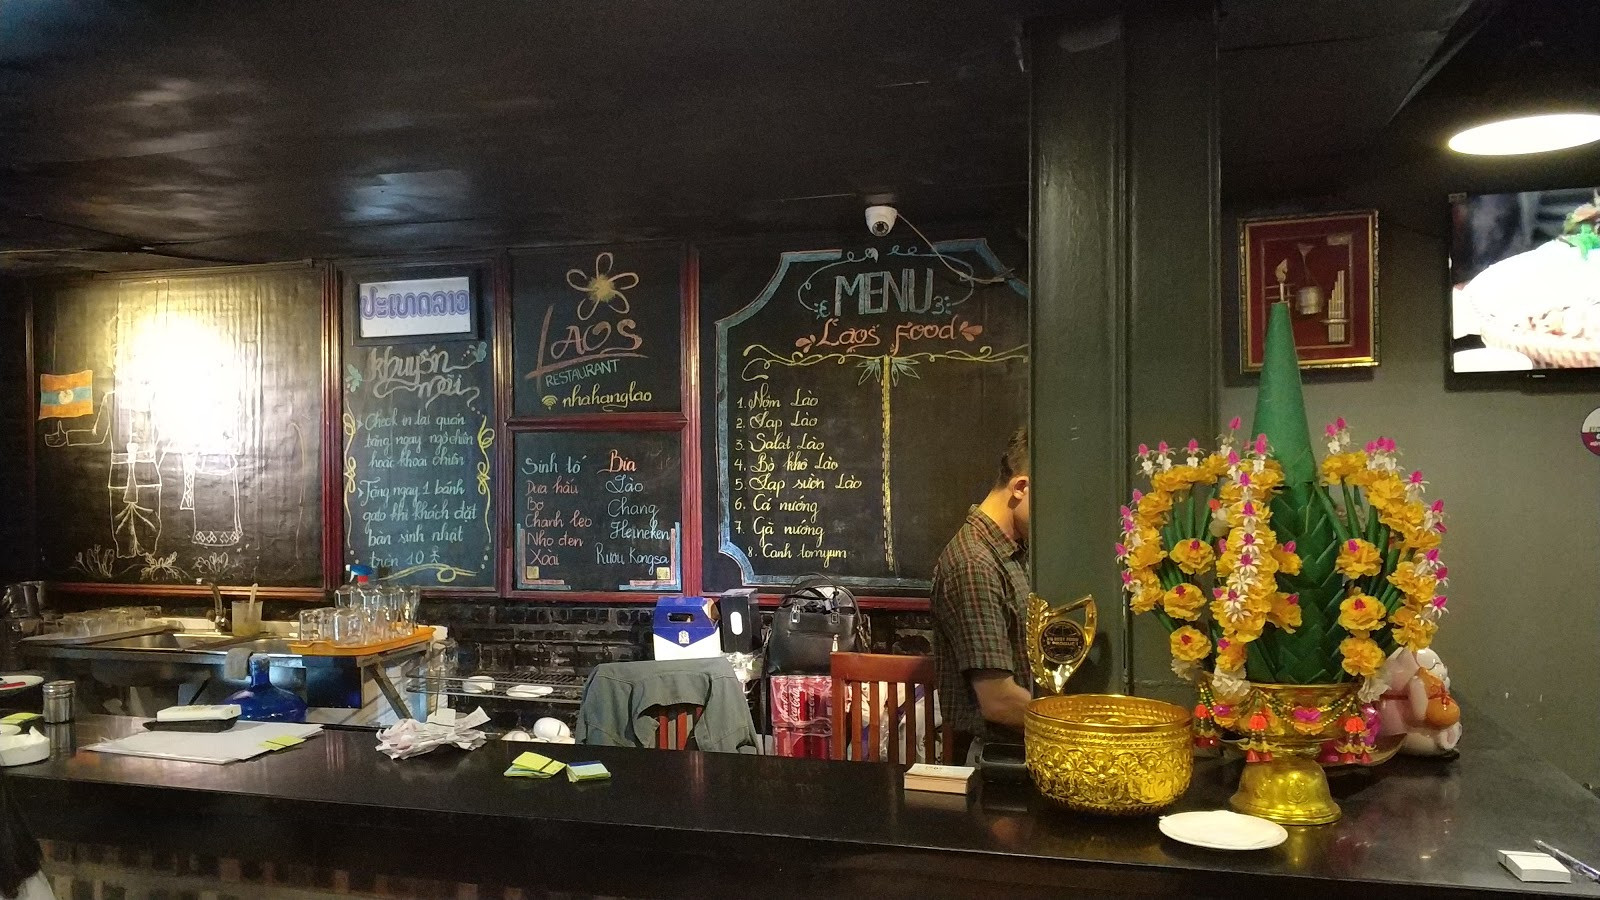 ປະເທດລາວ
khuyến
mãi
Check in tại quán
tặng ngay ngô chiên
hoặc khoai chiên
Tặng ngay 1 bánh
gato khi khách đặt
bàn sinh nhật
trên 10
LAOS
RESTAURANT
nhahanglao
Sinh tố
Dưa hấu
Bơ
Chanh leo
Nho đen
Xoài
Bia
Lào
Chang
Heineken
Rượu Kongsa
MENU
Laos Food
1. Nộm Lào
2. Lap Lào
3. Salat Lào
4. Bò khô Lào
5. Lap sườn Lào
6. Cá nướng
7. Gà nướng
8. Canh tomyum
Coca-Cola